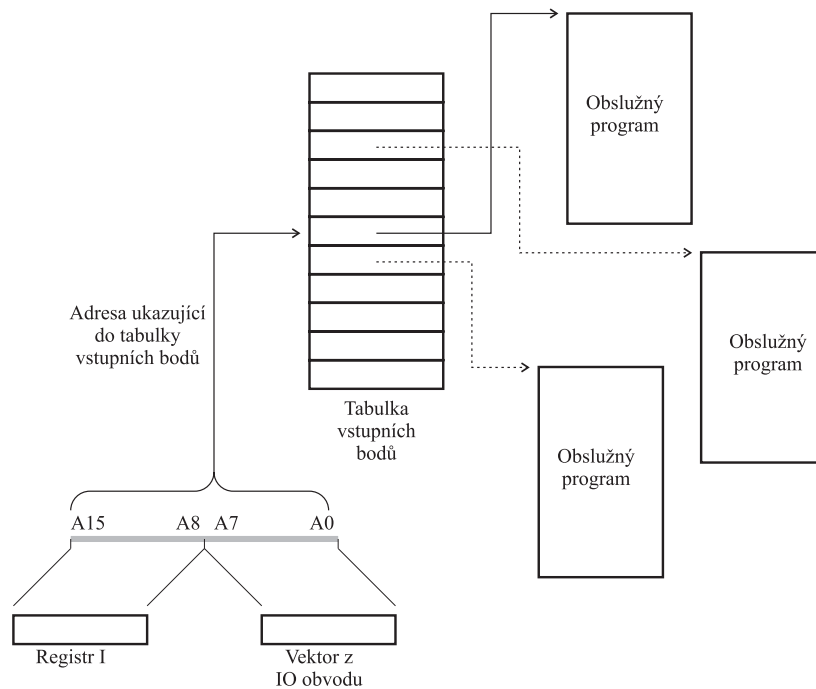 Obslužný
program
Obslužný
program
Adresa ukazující
do tabulky
vstupních bodů
Tabulka
vstupních
bodů
Obslužný
program
A15 A8 A7 A0
Registr I
Vektor z
IO obvodu